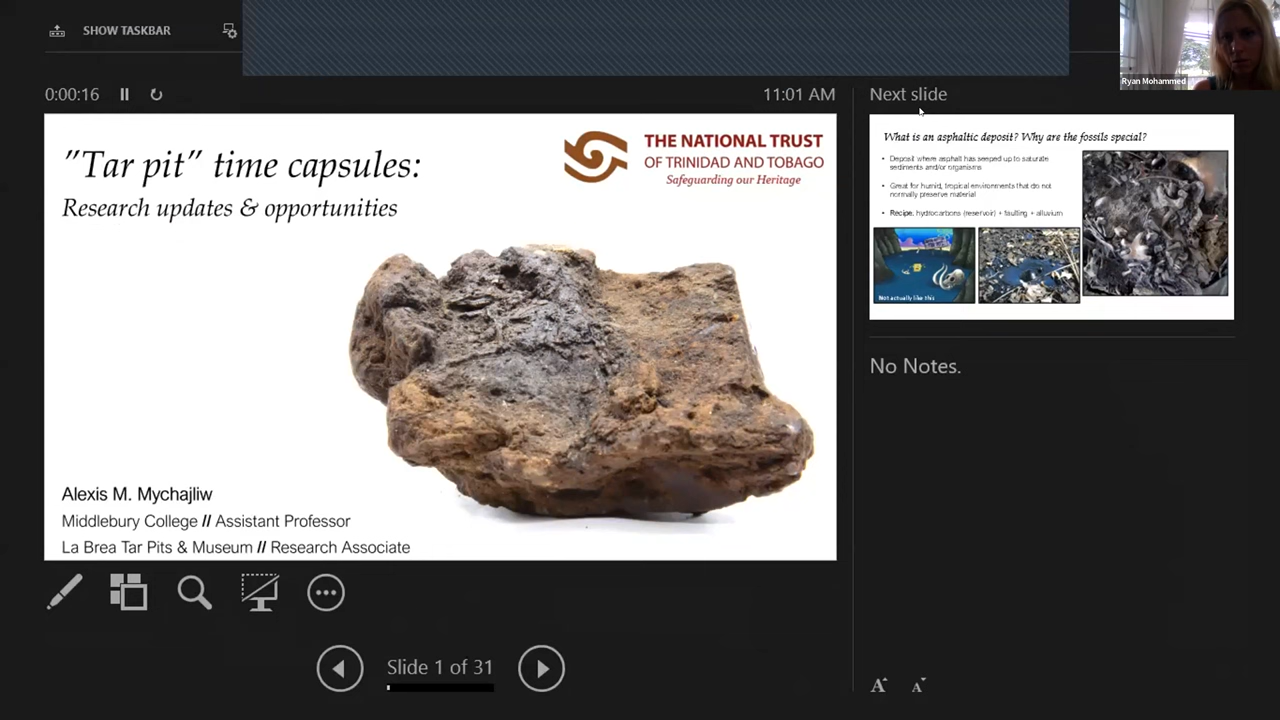 SHOW TASKBAR
Ryan Mohammed
0:00:16
11:01 AM
Next slide
"Tar pit" time capsules:
Research updates & opportunities
THE NATIONAL TRUST
OF TRINIDAD AND TOBAGO
Safeguarding our Heritage
Alexis M. Mychajliw
Middlebury College // Assistant Professor
La Brea Tar Pits & Museum // Research Associate
What is an asphaltic deposit? Why are the fossils special?
• Deposit where asphalt has seeped up to saturate
sediments and/or organisms
• Great for humid, tropical environments that do not
normally preserve material
• Recipe: hydrocarbons (reservoir) + faulting + alluvium
Not actually like this
No Notes.
Slide 1 of 31
A A